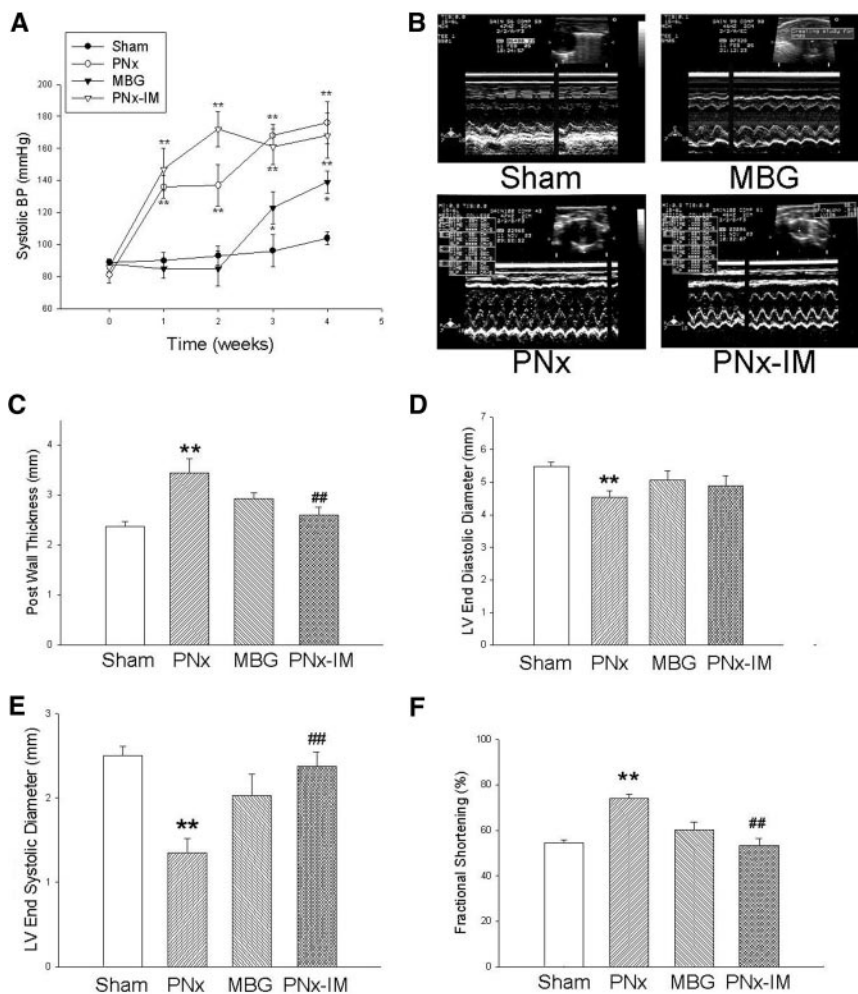 A
Sham
PNx
MBG
PNx-IM
Systolic BP (mmHg)
200
180
160
140
120
100
80
60
0
1
2
3
4
5
Time (weeks)
**
**
**
**
**
**
**
**
*
*
B
Sham
MBG
PNx
PNx-IM
C
Post Wall Thickness (mm)
4
3
2
1
0
**
##
Sham PNx MBG PNx-IM
D
LV End Diastolic Diameter (mm)
7
6
5
4
3
2
1
0
**
Sham PNx MBG PNx-IM
E
LV End Systolic Diameter (mm)
3
2
1
0
**
##
Sham PNx MBG PNx-IM
F
Fractional Shortening (%)
100
80
60
40
20
0
**
##
Sham PNx MBG PNx-IM